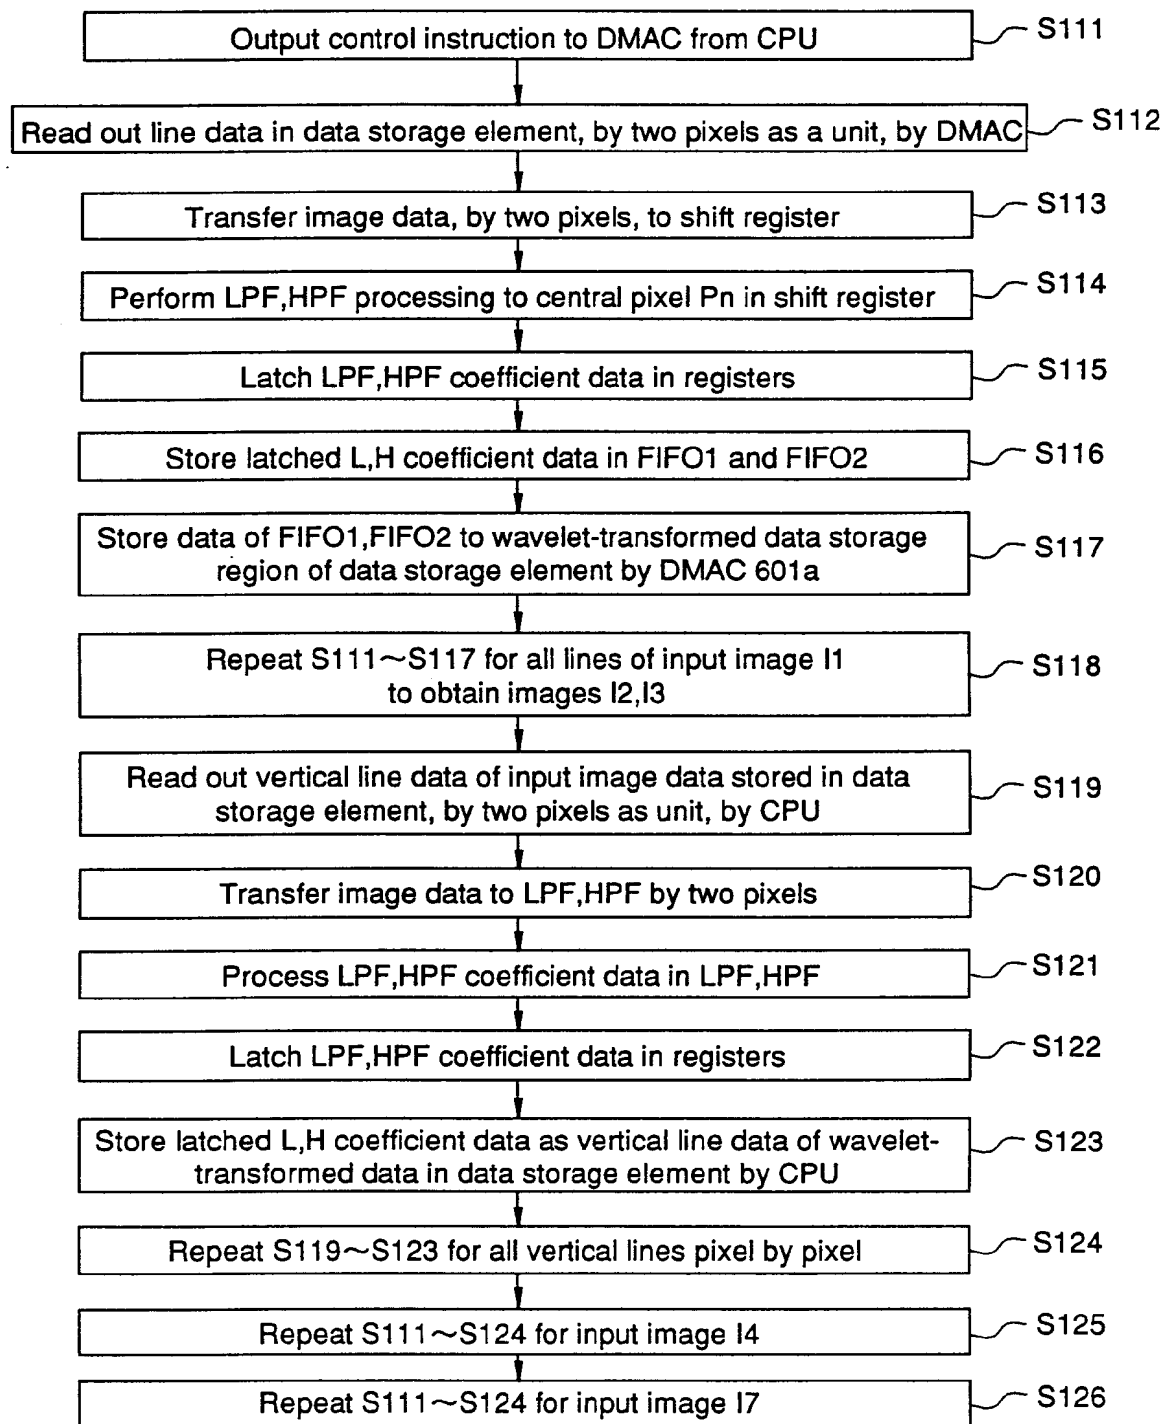 Output control instruction to DMAC from CPU
S111
Read out line data in data storage element, by two pixels as a unit, by DMAC
S112
Transfer image data, by two pixels, to shift register
S113
Perform LPF,HPF processing to central pixel Pn in shift register
S114
Latch LPF,HPF coefficient data in registers
S115
Store latched L,H coefficient data in FIFO1 and FIFO2
S116
Store data of FIFO1,FIFO2 to wavelet-transformed data storage
region of data storage element by DMAC 601a
S117
Repeat S111~S117 for all lines of input image I1
to obtain images I2,I3
S118
Read out vertical line data of input image data stored in data
storage element, by two pixels as unit, by CPU
S119
Transfer image data to LPF,HPF by two pixels
S120
Process LPF,HPF coefficient data in LPF,HPF
S121
Latch LPF,HPF coefficient data in registers
S122
Store latched L,H coefficient data as vertical line data of wavelet-
transformed data in data storage element by CPU
S123
Repeat S119~S123 for all vertical lines pixel by pixel
S124
Repeat S111~S124 for input image I4
S125
Repeat S111~S124 for input image I7
S126